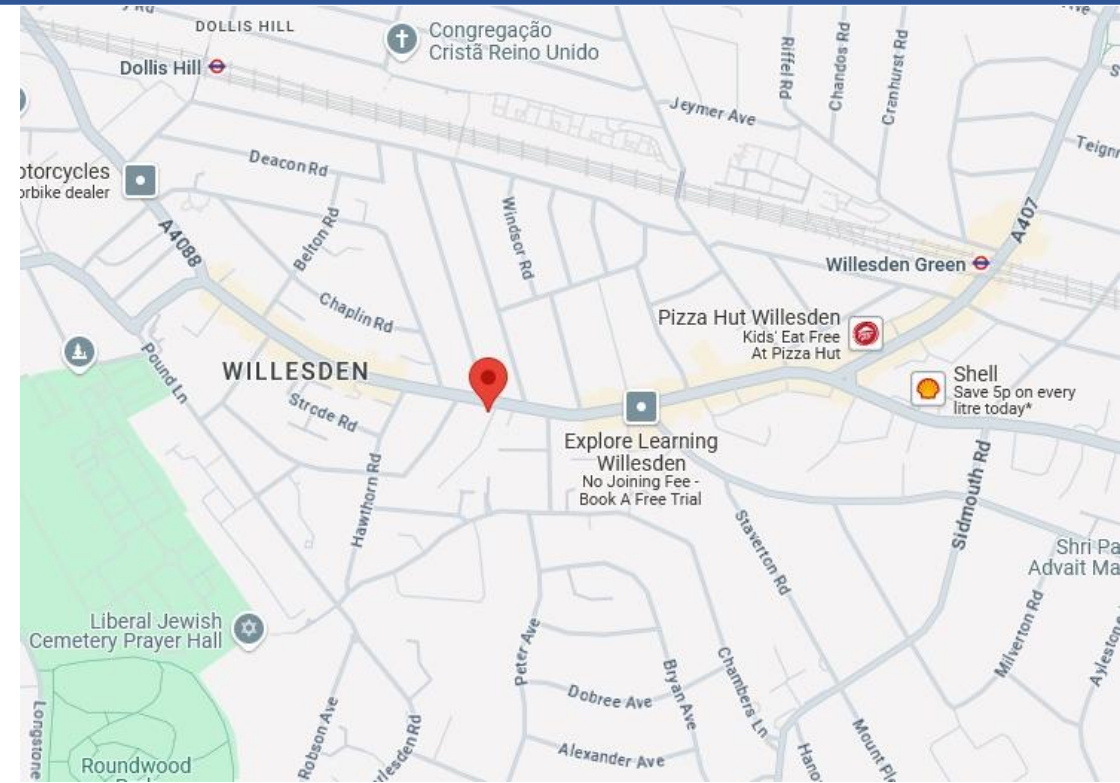 DOLLIS HILL
Congregação
Cristã Reino Unido
Dollis Hill
Riffel Rd
Chandos Rd
Cranhurst Rd
Jeymer Ave
Deacon Rd
orbike dealer
A4088
Belton Rd
Windsor Rd
A407
Willesden Green
Chaplin Rd
Pizza Hut Willesden
Kids' Eat Free
At Pizza Hut
Pound Ln
WILLESDEN
Shell
Save 5p on every
litre today*
Strode Rd
Explore Learning
Willesden
No Joining Fee -
Book A Free Trial
Hawthorn Rd
Sidmouth Rd
Staverton Rd
Shri Pa
Advait Ma
Liberal Jewish
Cemetery Prayer Hall
Peter Ave
Milverton Rd
Aylestone
Bryan Ave
Chambers Ln
Dobree Ave
Longstone
Robson Ave
Alexander Ave
Mount Pl
Roundwood